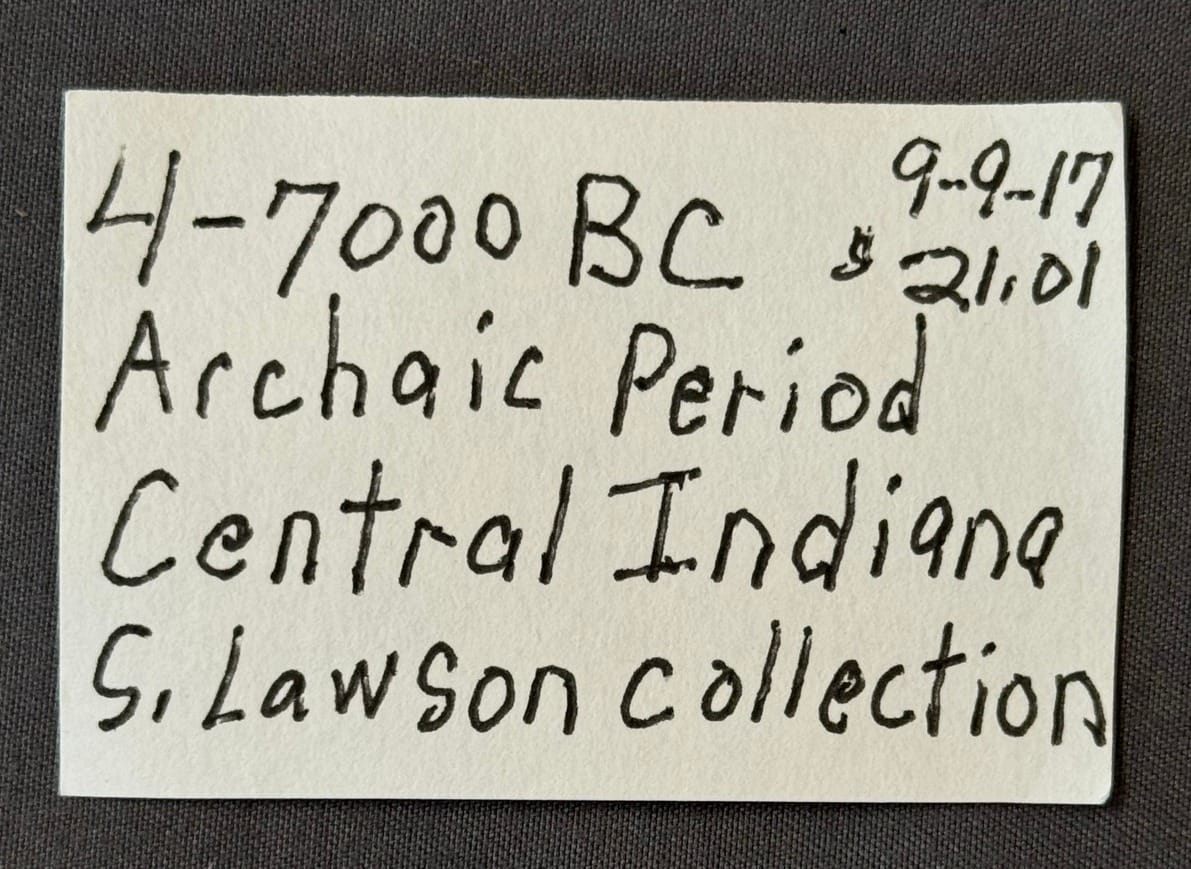 4-7000 BC
9-9-17
$21.01
Archaic Period
Central Indiana
S. Lawson collection